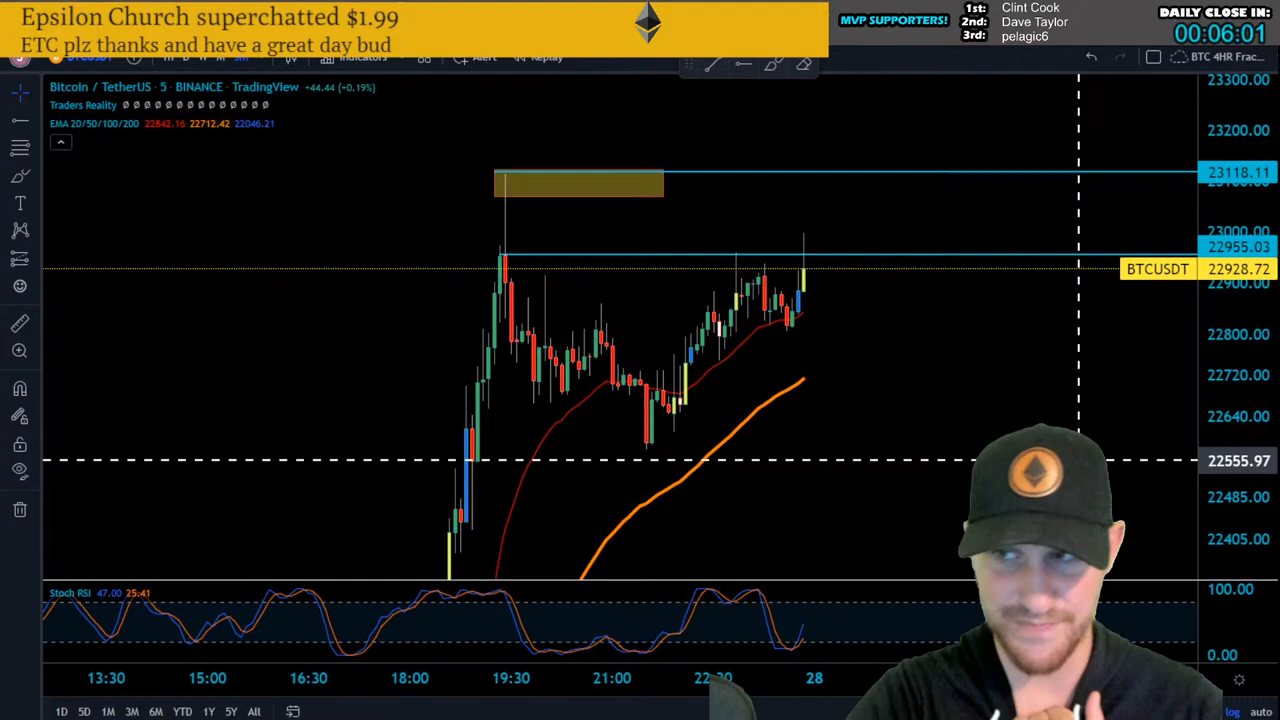 Epsilon Church superchatted $1.99
ETC plz thanks and have a great day bud
MVP SUPPORTERS!
1st: Clint Cook
2nd: Dave Taylor
3rd: pelagic6
DAILY CLOSE IN:
00:06:01
Indicators
Alert
Replay
BTC 4HR Frac...
Bitcoin / TetherUS · 5 · BINANCE · TradingView +44.44 (+0.19%)
Traders Reality ø ø ø ø ø ø ø ø ø ø ø ø ø
EMA 20/50/100/200 22842.16 22712.42 22046.21
23300.00
23200.00
23118.11
23000.00
22955.03
BTCUSDT 22928.72
22900.00
22800.00
22720.00
22640.00
22555.97
22485.00
22405.00
Stoch RSI 47.00 25.41
100.00
0.00
13:30 15:00 16:30 18:00 19:30 21:00 22:30 28
1D 5D 1M 3M 6M YTD 1Y 5Y All
log auto